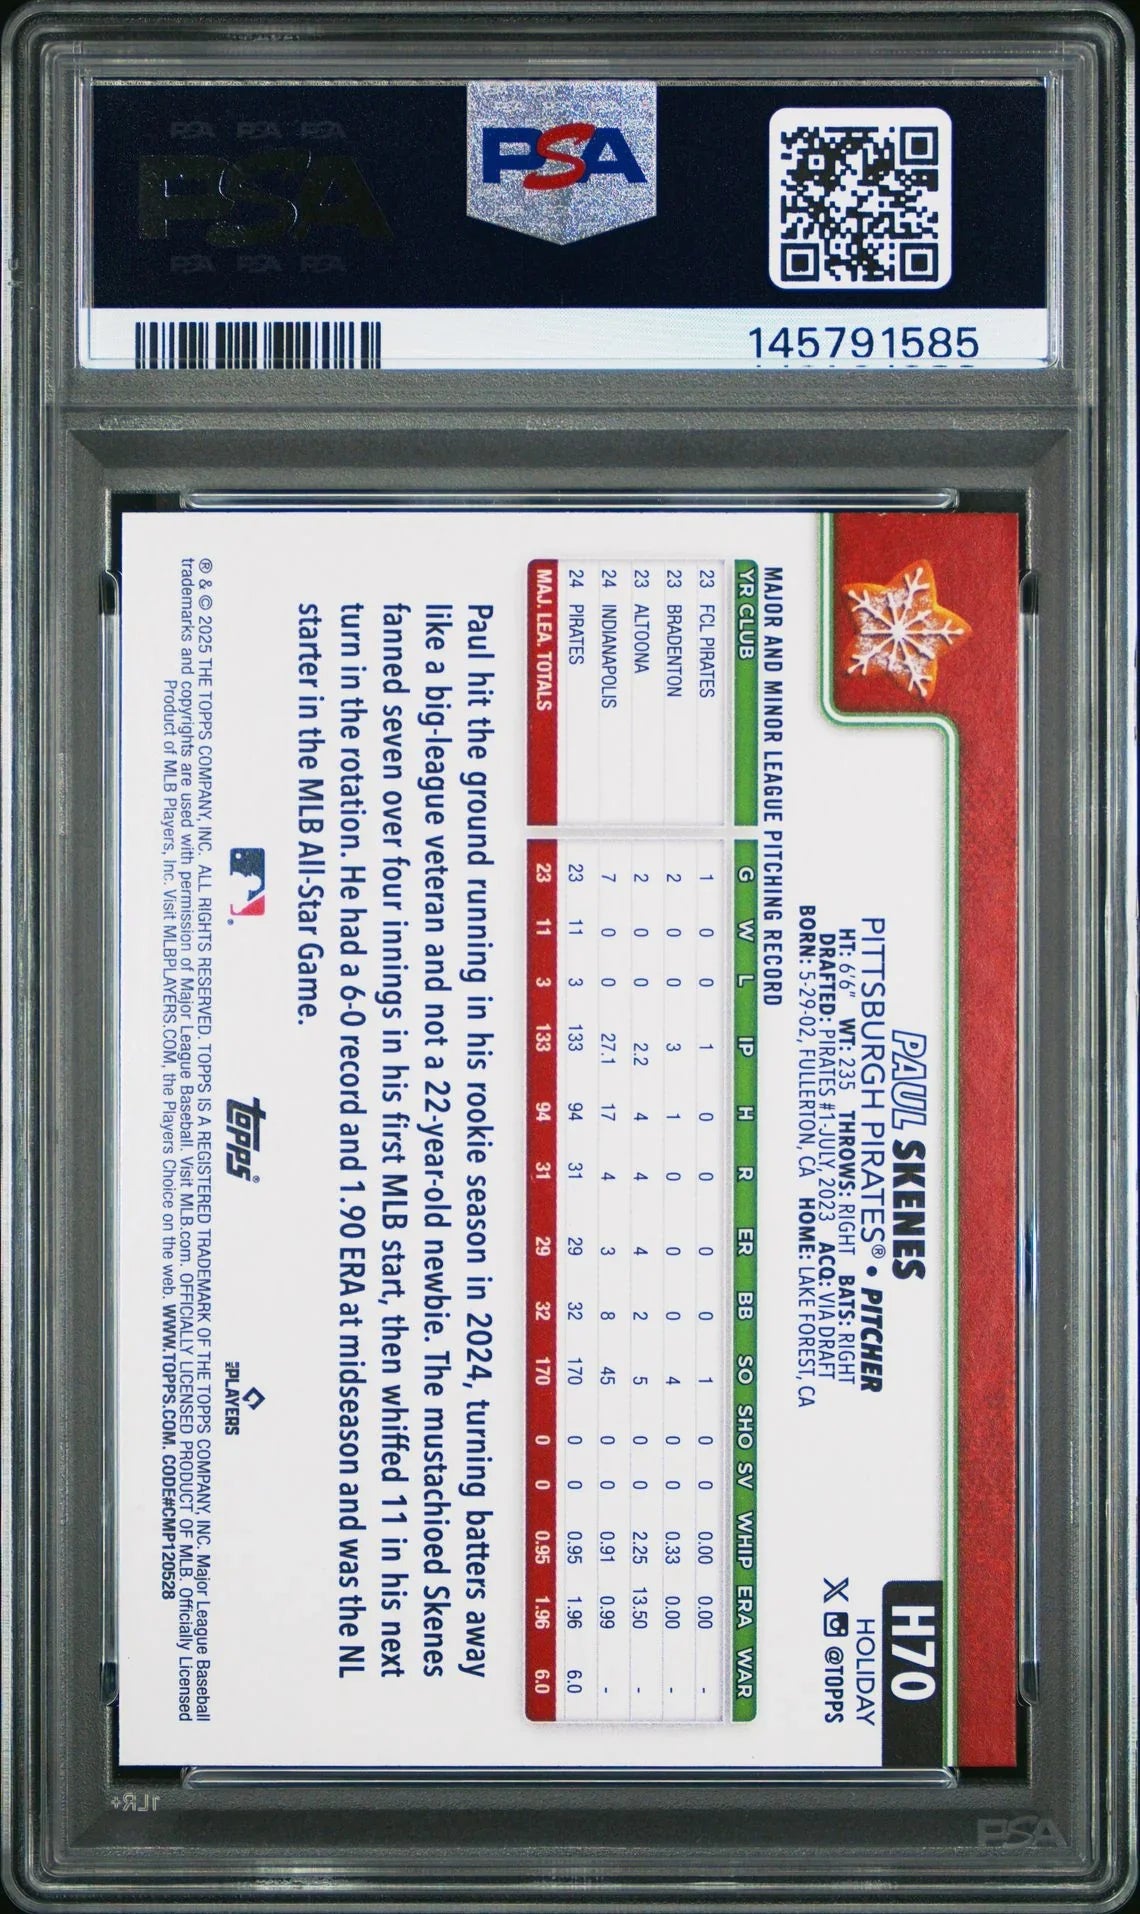 PSA PSA PSA
PSA
PSA PSA PSA
PSA
145791585
H70
HOLIDAY
X @TOPPS
PAUL SKENES
PITTSBURGH PIRATES® • PITCHER
HT: 6'6" WT: 235 THROWS: RIGHT BATS: RIGHT
DRAFTED: PIRATES #1-JULY, 2023 ACQ: VIA DRAFT
BORN: 5-29-02, FULLERTON, CA HOME: LAKE FOREST, CA
MAJOR AND MINOR LEAGUE PITCHING RECORD
YR CLUB G W L IP H R ER BB SO SHO SV WHIP ERA WAR
23 FCL PIRATES 1 0 0 1 0 0 0 0 1 0 0 0.00 0.00 -
23 BRADENTON 2 0 0 3 1 0 0 0 4 0 0 0.33 0.00 -
23 ALTOONA 2 0 0 2.2 4 4 4 2 5 0 0 2.25 13.50 -
24 INDIANAPOLIS 7 0 0 27.1 17 4 3 8 45 0 0 0.91 0.99 -
24 PIRATES 23 11 3 133 94 31 29 32 170 0 0 0.95 1.96 6.0
MAJ. LEA. TOTALS 23 11 3 133 94 31 29 32 170 0 0 0.95 1.96 6.0
Paul hit the ground running in his rookie season in 2024, turning batters away
like a big-league veteran and not a 22-year-old newbie. The mustachioed Skenes
fanned seven over four innings in his first MLB start, then whiffed 11 in his next
turn in the rotation. He had a 6-0 record and 1.90 ERA at midseason and was the NL
starter in the MLB All-Star Game.
topps®
MLB PLAYERS
® & © 2025 THE TOPPS COMPANY, INC. ALL RIGHTS RESERVED. TOPPS IS A REGISTERED TRADEMARK OF THE TOPPS COMPANY, INC. Major League Baseball
trademarks and copyrights are used with permission of Major League Baseball. Visit MLB.com. OFFICIALLY LICENSED PRODUCT OF MLB. Officially Licensed
Product of MLB Players, Inc. Visit MLBPLAYERS.COM, the Players Choice on the web. WWW.TOPPS.COM. CODE#CMP120528
PSA